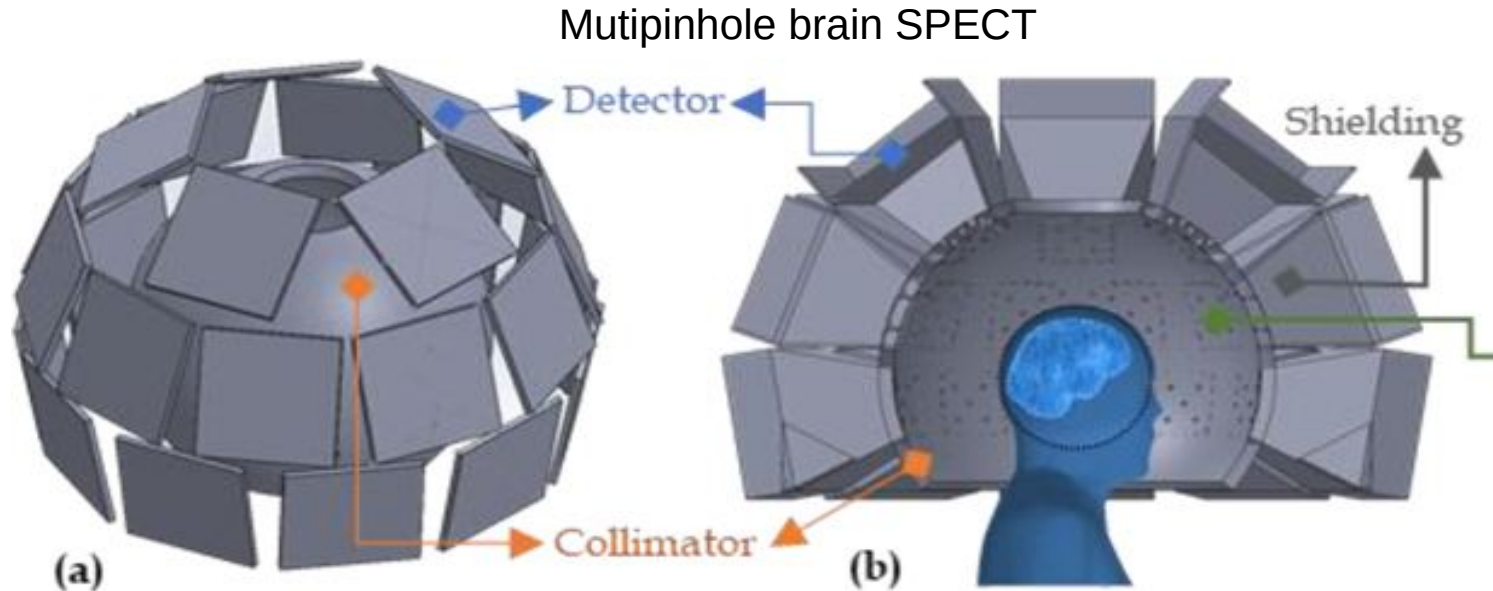 Mutipinhole brain SPECT
Detector
Shielding
Collimator
(a)
(b)